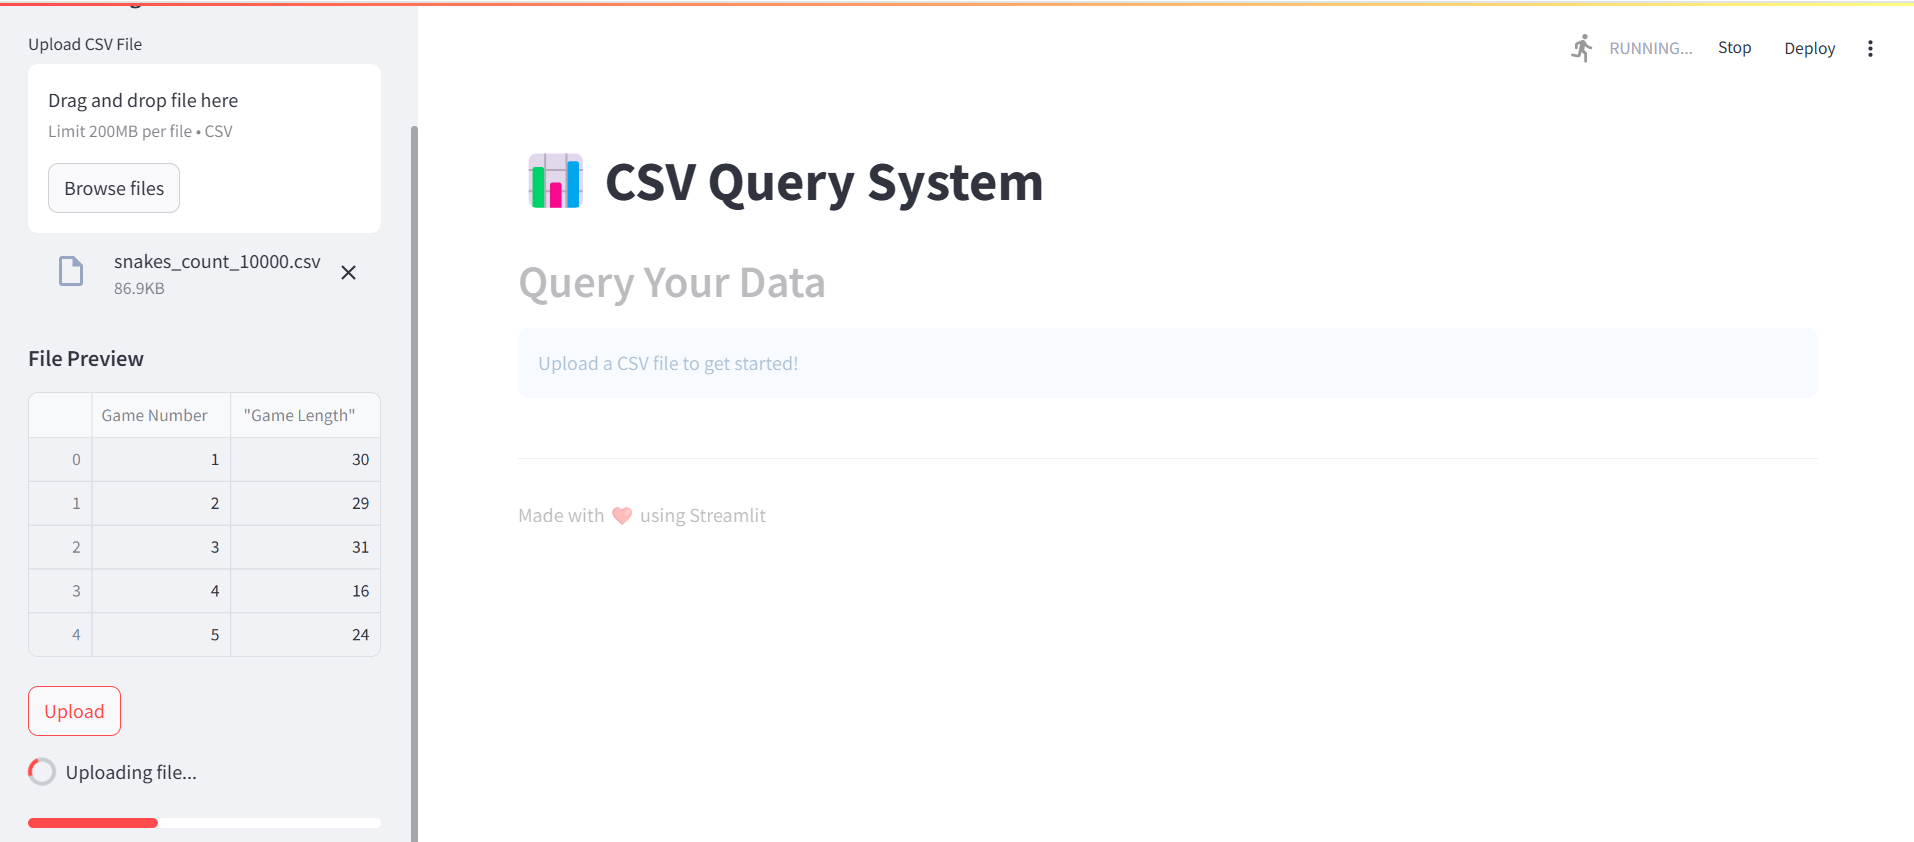 Upload CSV File
Drag and drop file here
Limit 200MB per file • CSV
Browse files
snakes_count_10000.csv
86.9KB
File Preview
Game Number "Game Length"
0 1 30
1 2 29
2 3 31
3 4 16
4 5 24
Upload
Uploading file...
RUNNING... Stop Deploy
CSV Query System
Query Your Data
Upload a CSV file to get started!
Made with ❤️ using Streamlit